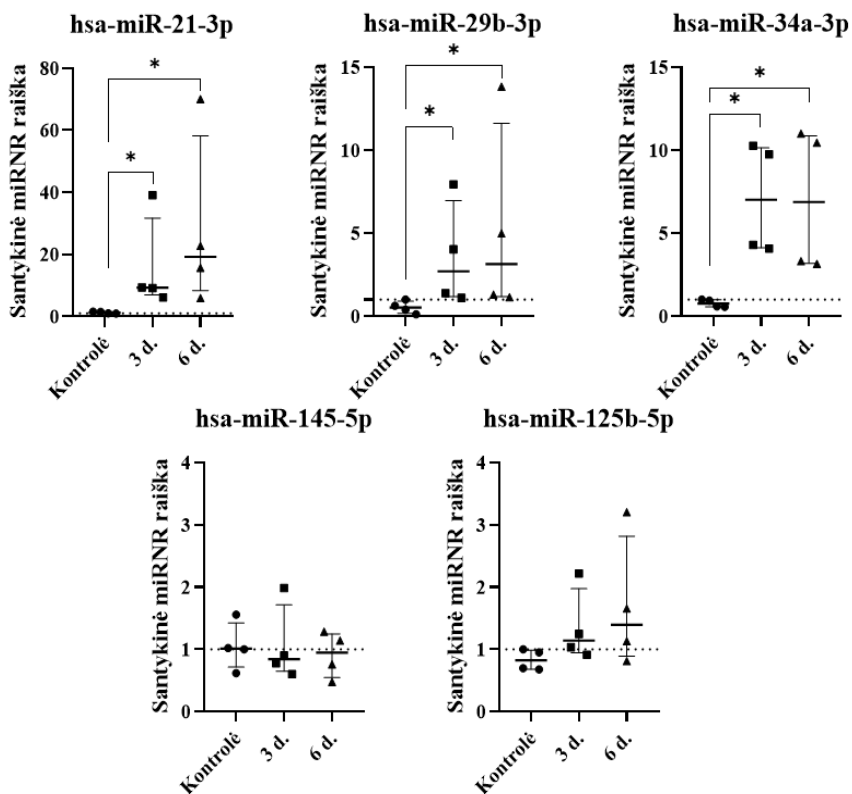 hsa-miR-21-3p
Santykinė miRNR raiška
80
60
40
20
0
*
*
Kontrolė
3 d.
6 d.
hsa-miR-29b-3p
Santykinė miRNR raiška
15
10
5
0
*
*
Kontrolė
3 d.
6 d.
hsa-miR-34a-3p
Santykinė miRNR raiška
15
10
5
0
*
*
Kontrolė
3 d.
6 d.
hsa-miR-145-5p
Santykinė miRNR raiška
4
3
2
1
0
Kontrolė
3 d.
6 d.
hsa-miR-125b-5p
Santykinė miRNR raiška
4
3
2
1
0
Kontrolė
3 d.
6 d.